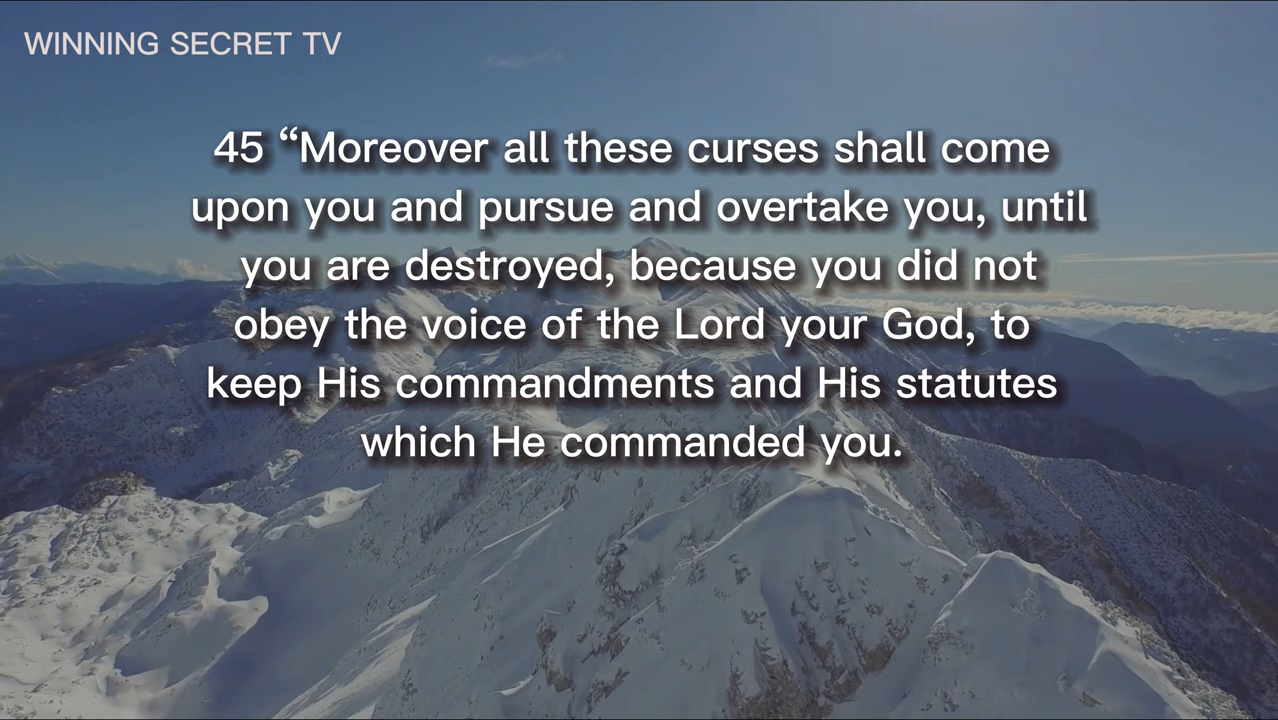 WINNING SECRET TV
45 “Moreover all these curses shall come
upon you and pursue and overtake you, until
you are destroyed, because you did not
obey the voice of the Lord your God, to
keep His commandments and His statutes
which He commanded you.